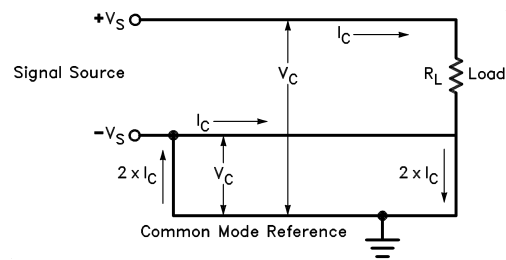 +VS
IC
VC
Signal Source
RL Load
-VS
IC
2 x IC
VC
2 x IC
Common Mode Reference